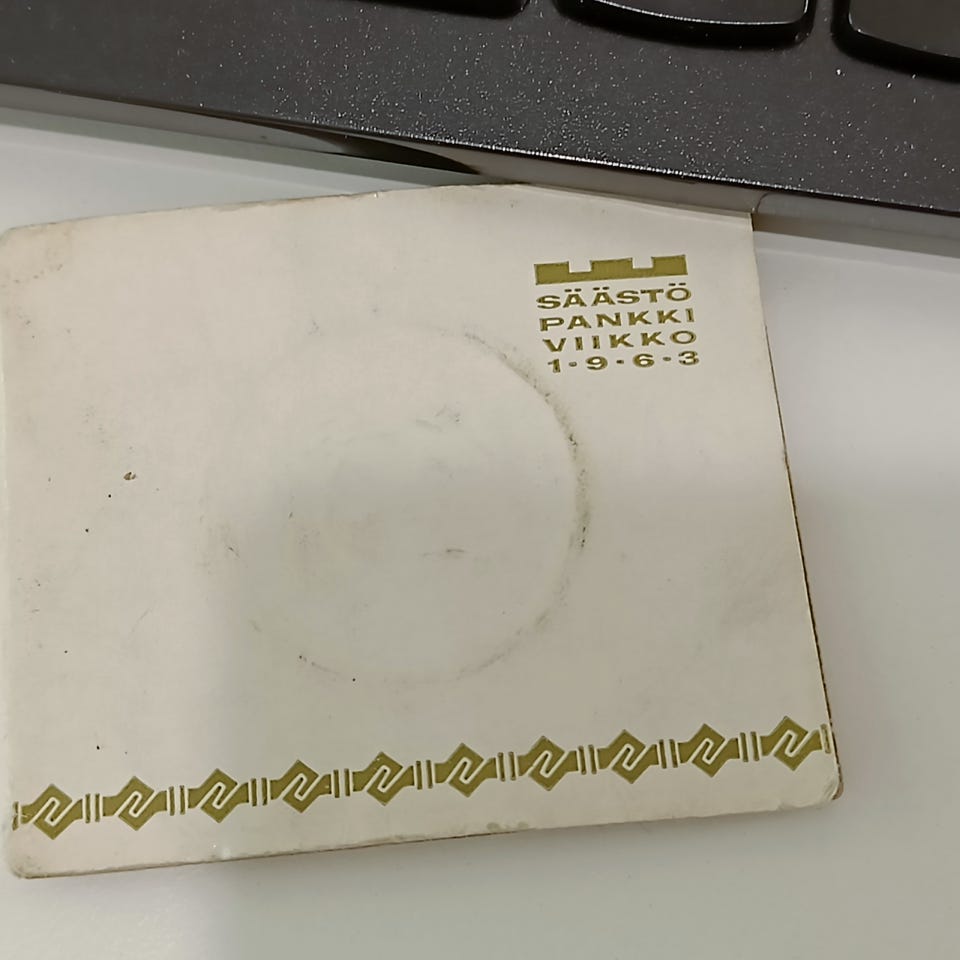 SÄÄSTÖ
PANKKI
VIIKKO
1·9·6·3